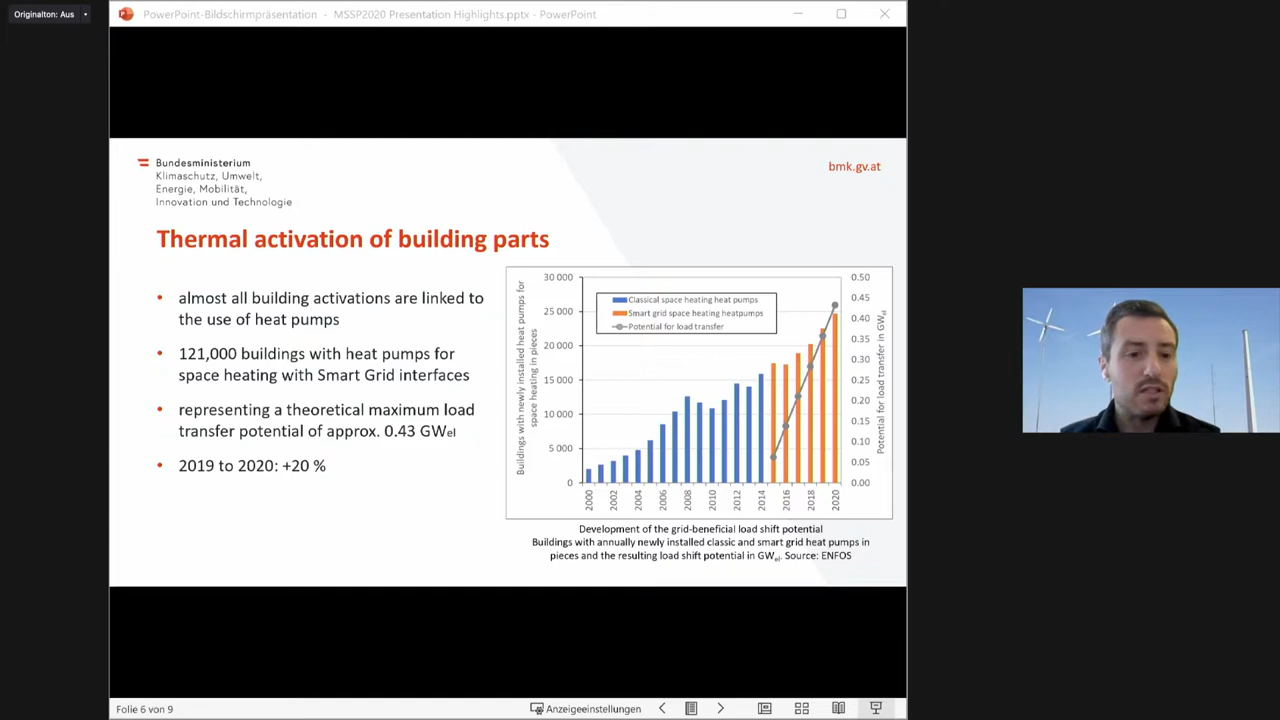 Originalton: Aus
PowerPoint-Bildschirmpräsentation - MSSP2020 Presentation Highlights.pptx - PowerPoint
Bundesministerium
Klimaschutz, Umwelt,
Energie, Mobilität,
Innovation und Technologie
bmk.gv.at
Thermal activation of building parts
• almost all building activations are linked to
the use of heat pumps
• 121,000 buildings with heat pumps for
space heating with Smart Grid interfaces
• representing a theoretical maximum load
transfer potential of approx. 0.43 GWel
• 2019 to 2020: +20 %
Buildings with newly installed heat pumps for
space heating in pieces
30 000
25 000
20 000
15 000
10 000
5 000
0
Classical space heating heat pumps
Smart grid space heating heatpumps
Potential for load transfer
0.50
0.45
0.40
0.35
0.30
0.25
0.20
0.15
0.10
0.05
0.00
Potential for load transfer in GWel
2000
2002
2004
2006
2008
2010
2012
2014
2016
2018
2020
Development of the grid-beneficial load shift potential
Buildings with annually newly installed classic and smart grid heat pumps in
pieces and the resulting load shift potential in GWel. Source: ENFOS
Folie 6 von 9
Anzeigeeinstellungen